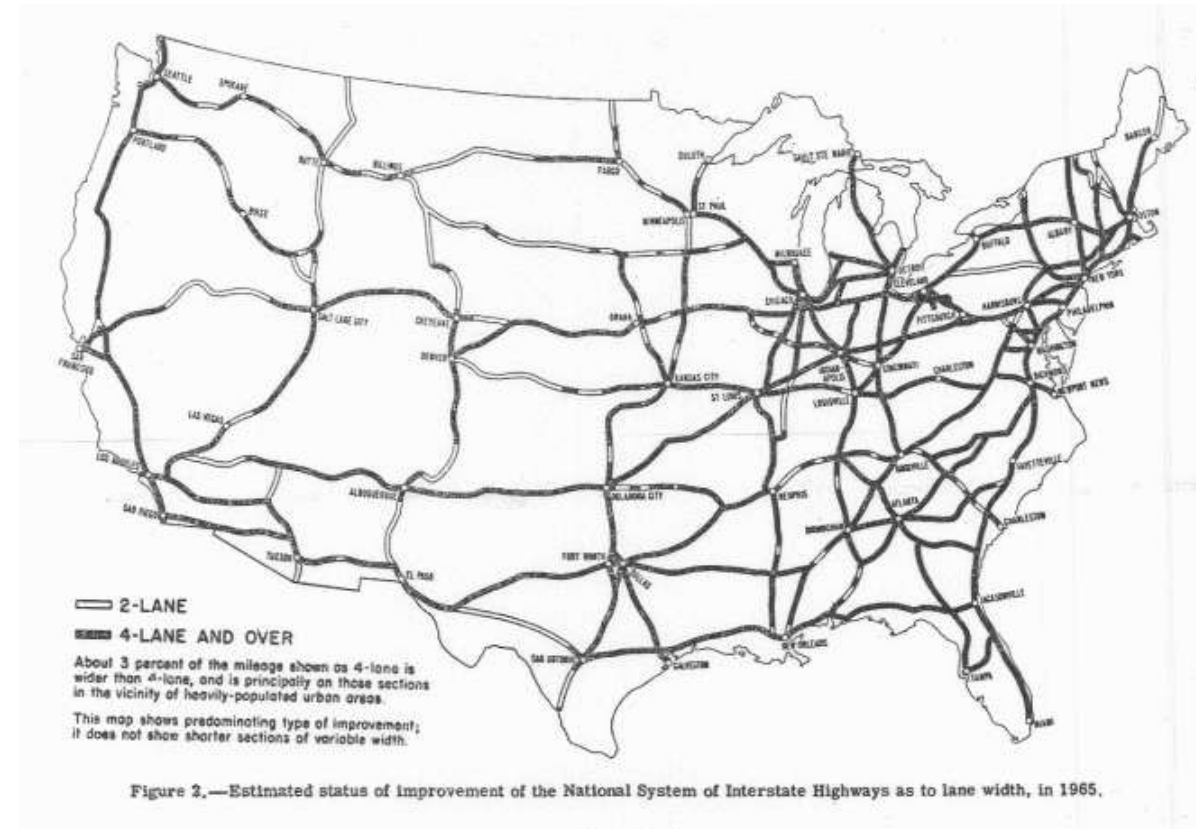 SEATTLE
SPOKANE
PORTLAND
BUTTE
BILLINGS
FARGO
DULUTH
SAULT STE MARIE
BANGOR
BOISE
MINNEAPOLIS
ST PAUL
MILWAUKEE
DETROIT
BUFFALO
ALBANY
BOSTON
CLEVELAND
NEW YORK
CHICAGO
SALT LAKE CITY
CHEYENNE
OMAHA
PITTSBURGH
HARRISBURG
PHILADELPHIA
SAN
FRANCISCO
DENVER
WASHINGTON
KANSAS CITY
ST LOUIS
INDIAN-
APOLIS
CINCINNATI
CHARLESTON
RICHMOND
NEWPORT NEWS
LOUISVILLE
LAS VEGAS
LOS ANGELES
ALBUQUERQUE
OKLAHOMA CITY
MEMPHIS
FAYETTEVILLE
SAN DIEGO
ATLANTA
BIRMINGHAM
CHARLESTON
TUCSON
FORT WORTH
DALLAS
EL PASO
JACKSONVILLE
SAN ANTONIO
GALVESTON
NEW ORLEANS
TAMPA
MIAMI
2-LANE
4-LANE AND OVER
About 3 percent of the mileage shown as 4-lane is
wider than 4-lane, and is principally on those sections
in the vicinity of heavily-populated urban areas.
This map shows predominating type of improvement;
it does not show shorter sections of variable width.
Figure 2.—Estimated status of improvement of the National System of Interstate Highways as to lane width, in 1965.